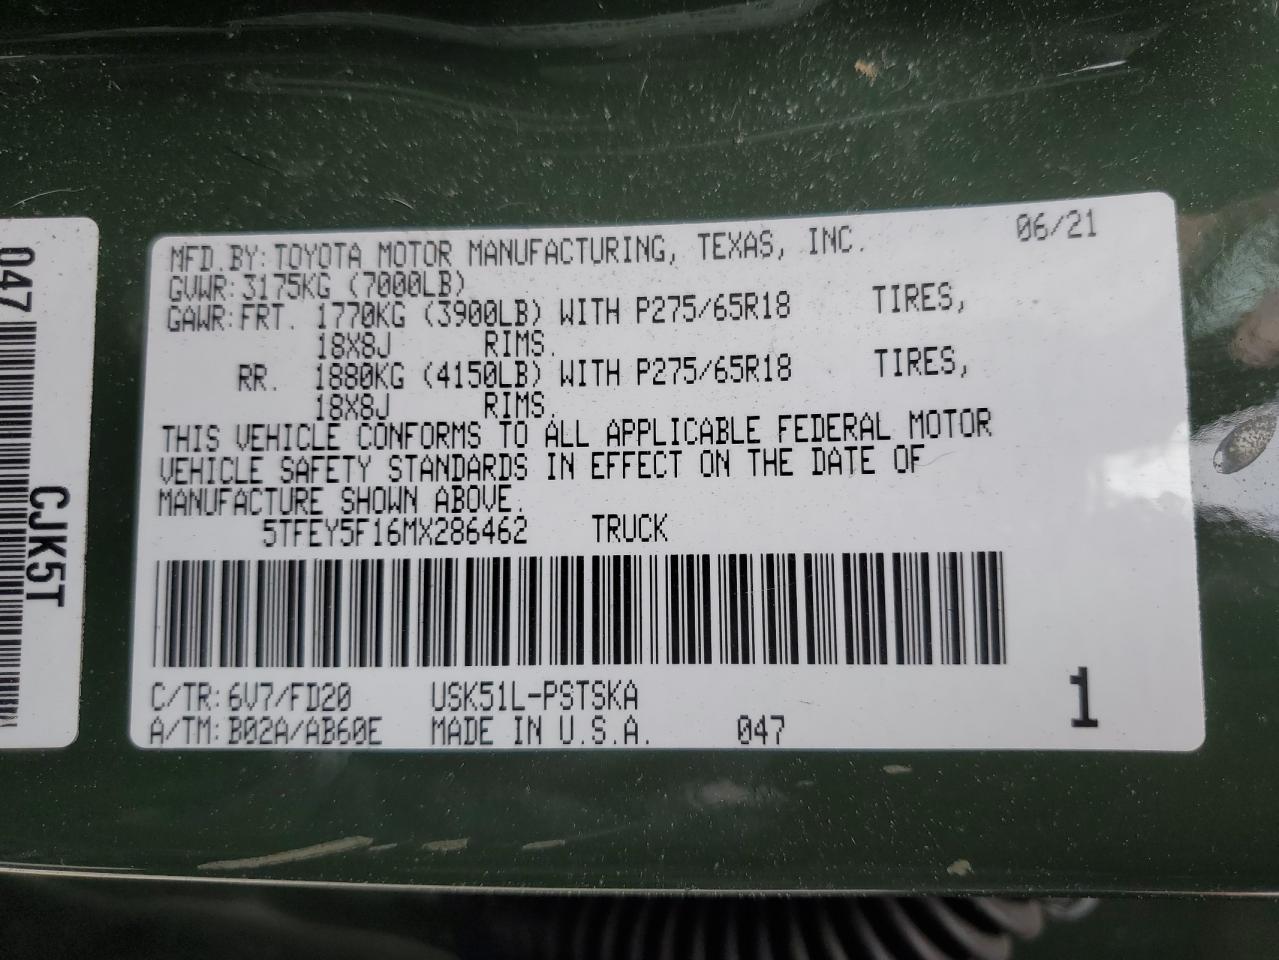 MFD.BY:TOYOTA MOTOR MANUFACTURING, TEXAS, INC. 06/21
GVWR:3175KG (7000LB)
GAWR:FRT. 1770KG (3900LB) WITH P275/65R18 TIRES,
18X8J RIMS.
RR. 1880KG (4150LB) WITH P275/65R18 TIRES,
18X8J RIMS.
THIS VEHICLE CONFORMS TO ALL APPLICABLE FEDERAL MOTOR
VEHICLE SAFETY STANDARDS IN EFFECT ON THE DATE OF
MANUFACTURE SHOWN ABOVE.
5TFEY5F16MX286462 TRUCK
C/TR:6V7/FD20 USK51L-PSTSKA
A/TM:B02A/AB60E MADE IN U.S.A. 047
1
047
CJK5T